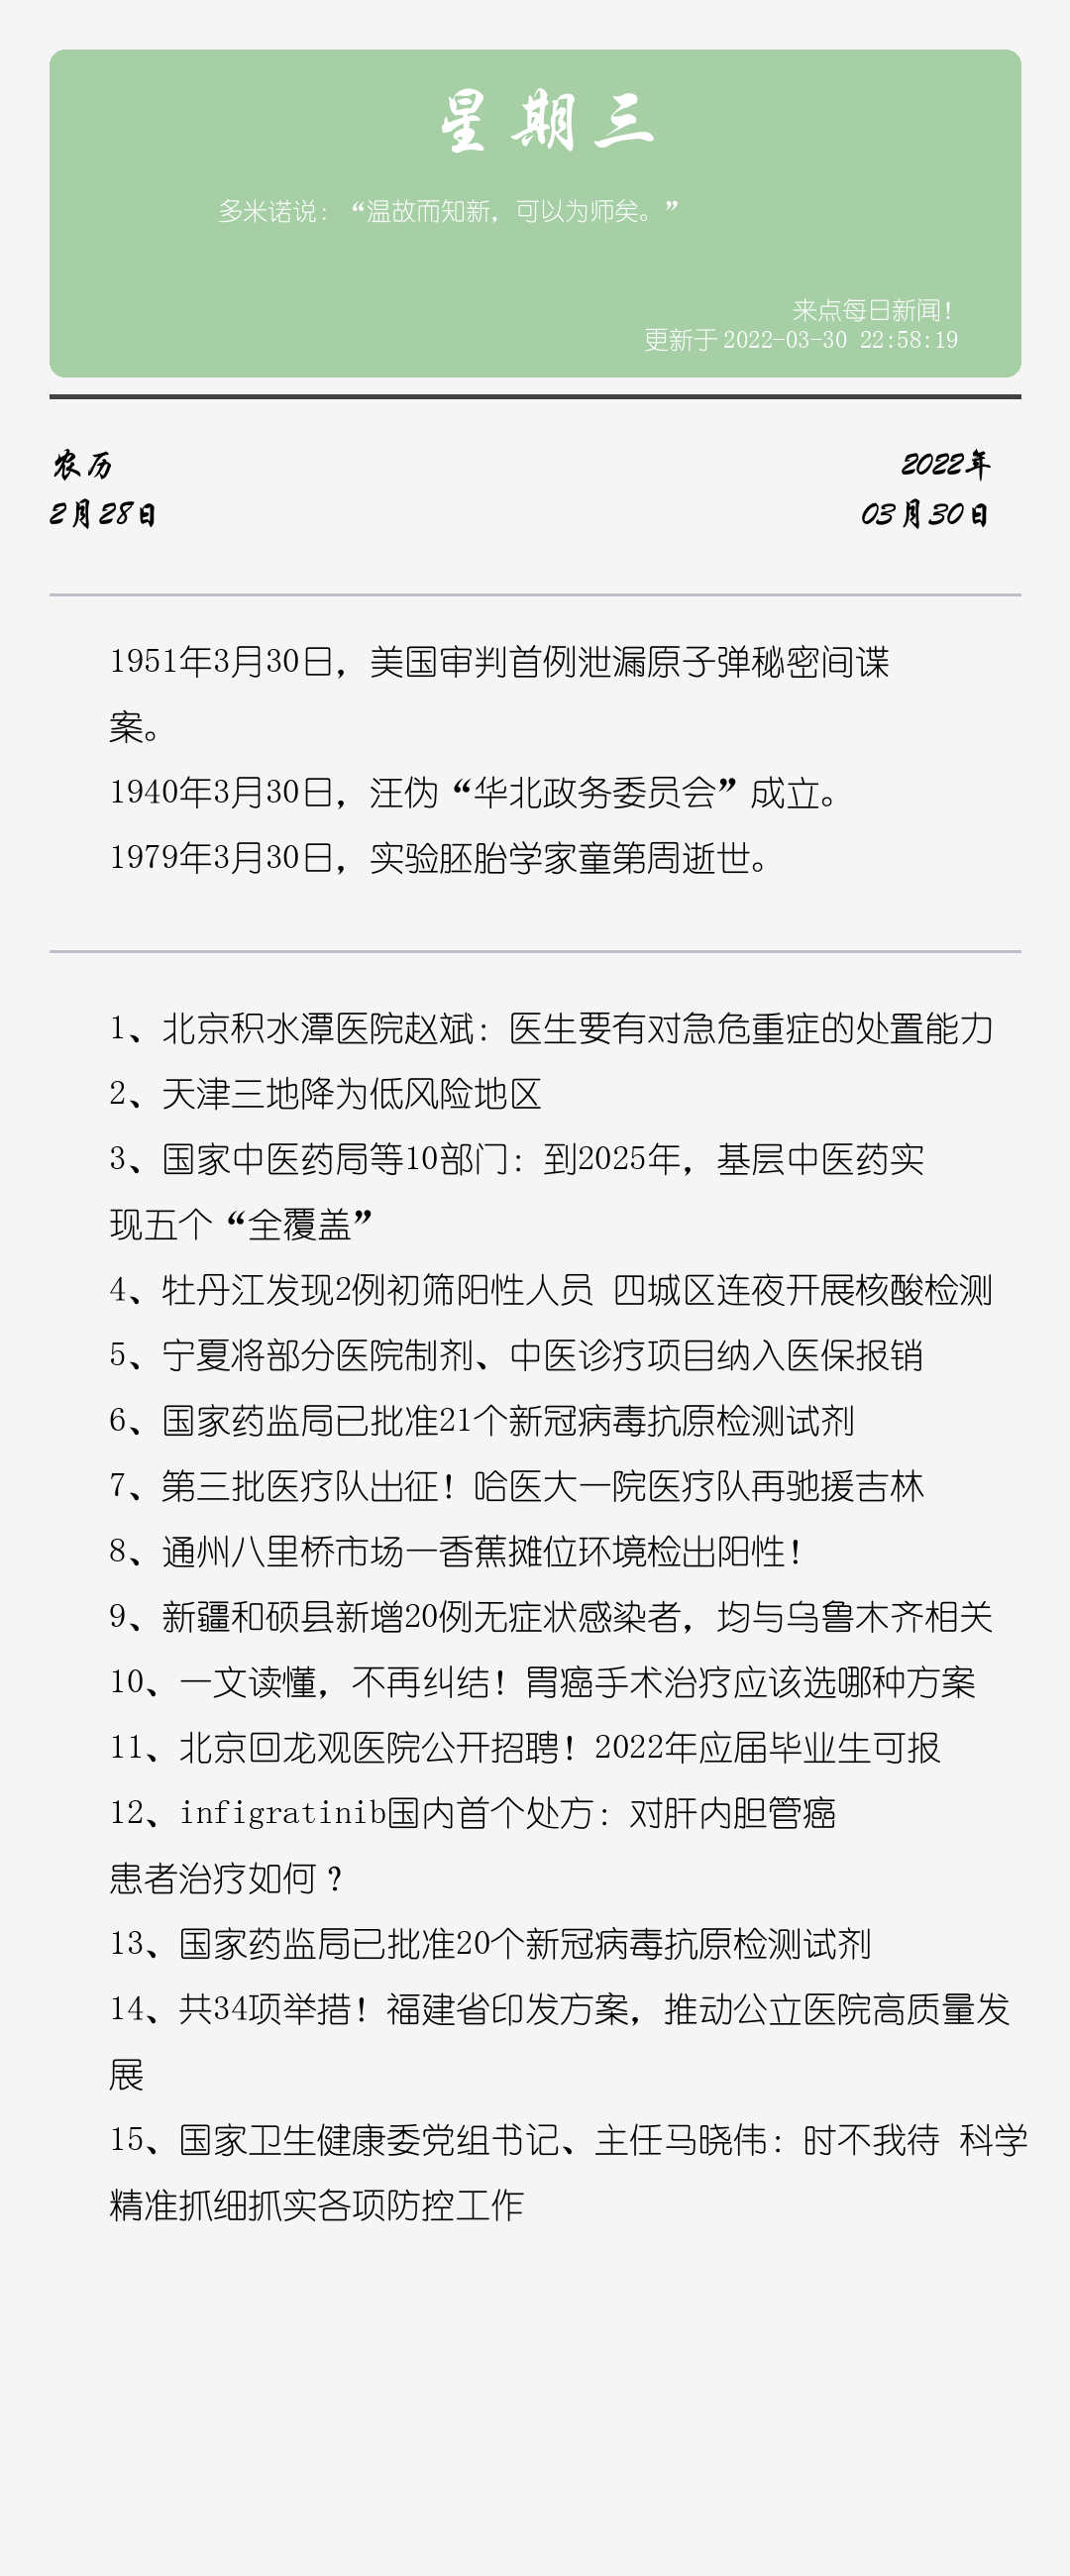 星期三
多米诺说：“温故而知新，可以为师矣。”
来点每日新闻！
更新于 2022-03-30 22:58:19
农历
2022年
2月28日
03月30日
1951年3月30日，美国审判首例泄漏原子弹秘密间谍
案。
1940年3月30日，汪伪“华北政务委员会”成立。
1979年3月30日，实验胚胎学家童第周逝世。
1、北京积水潭医院赵斌：医生要有对急危重症的处置能力
2、天津三地降为低风险地区
3、国家中医药局等10部门：到2025年，基层中医药实
现五个“全覆盖”
4、牡丹江发现2例初筛阳性人员 四城区连夜开展核酸检测
5、宁夏将部分医院制剂、中医诊疗项目纳入医保报销
6、国家药监局已批准21个新冠病毒抗原检测试剂
7、第三批医疗队出征！哈医大一院医疗队再驰援吉林
8、通州八里桥市场一香蕉摊位环境检出阳性！
9、新疆和硕县新增20例无症状感染者，均与乌鲁木齐相关
10、一文读懂，不再纠结！胃癌手术治疗应该选哪种方案
11、北京回龙观医院公开招聘！2022年应届毕业生可报
12、infigratinib国内首个处方：对肝内胆管癌
患者治疗如何？
13、国家药监局已批准20个新冠病毒抗原检测试剂
14、共34项举措！福建省印发方案，推动公立医院高质量发
展
15、国家卫生健康委党组书记、主任马晓伟：时不我待 科学
精准抓细抓实各项防控工作